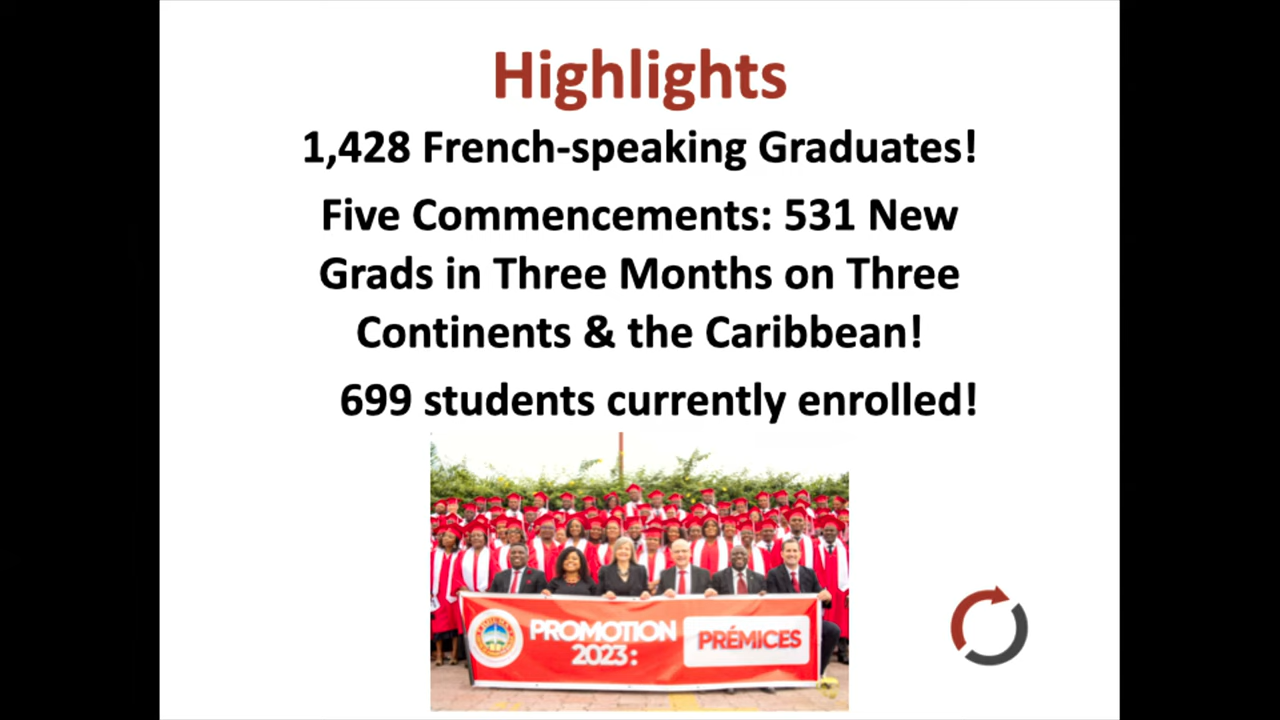 Highlights
1,428 French-speaking Graduates!
Five Commencements: 531 New
Grads in Three Months on Three
Continents & the Caribbean!
699 students currently enrolled!
PROMOTION
2023 :
PRÉMICES